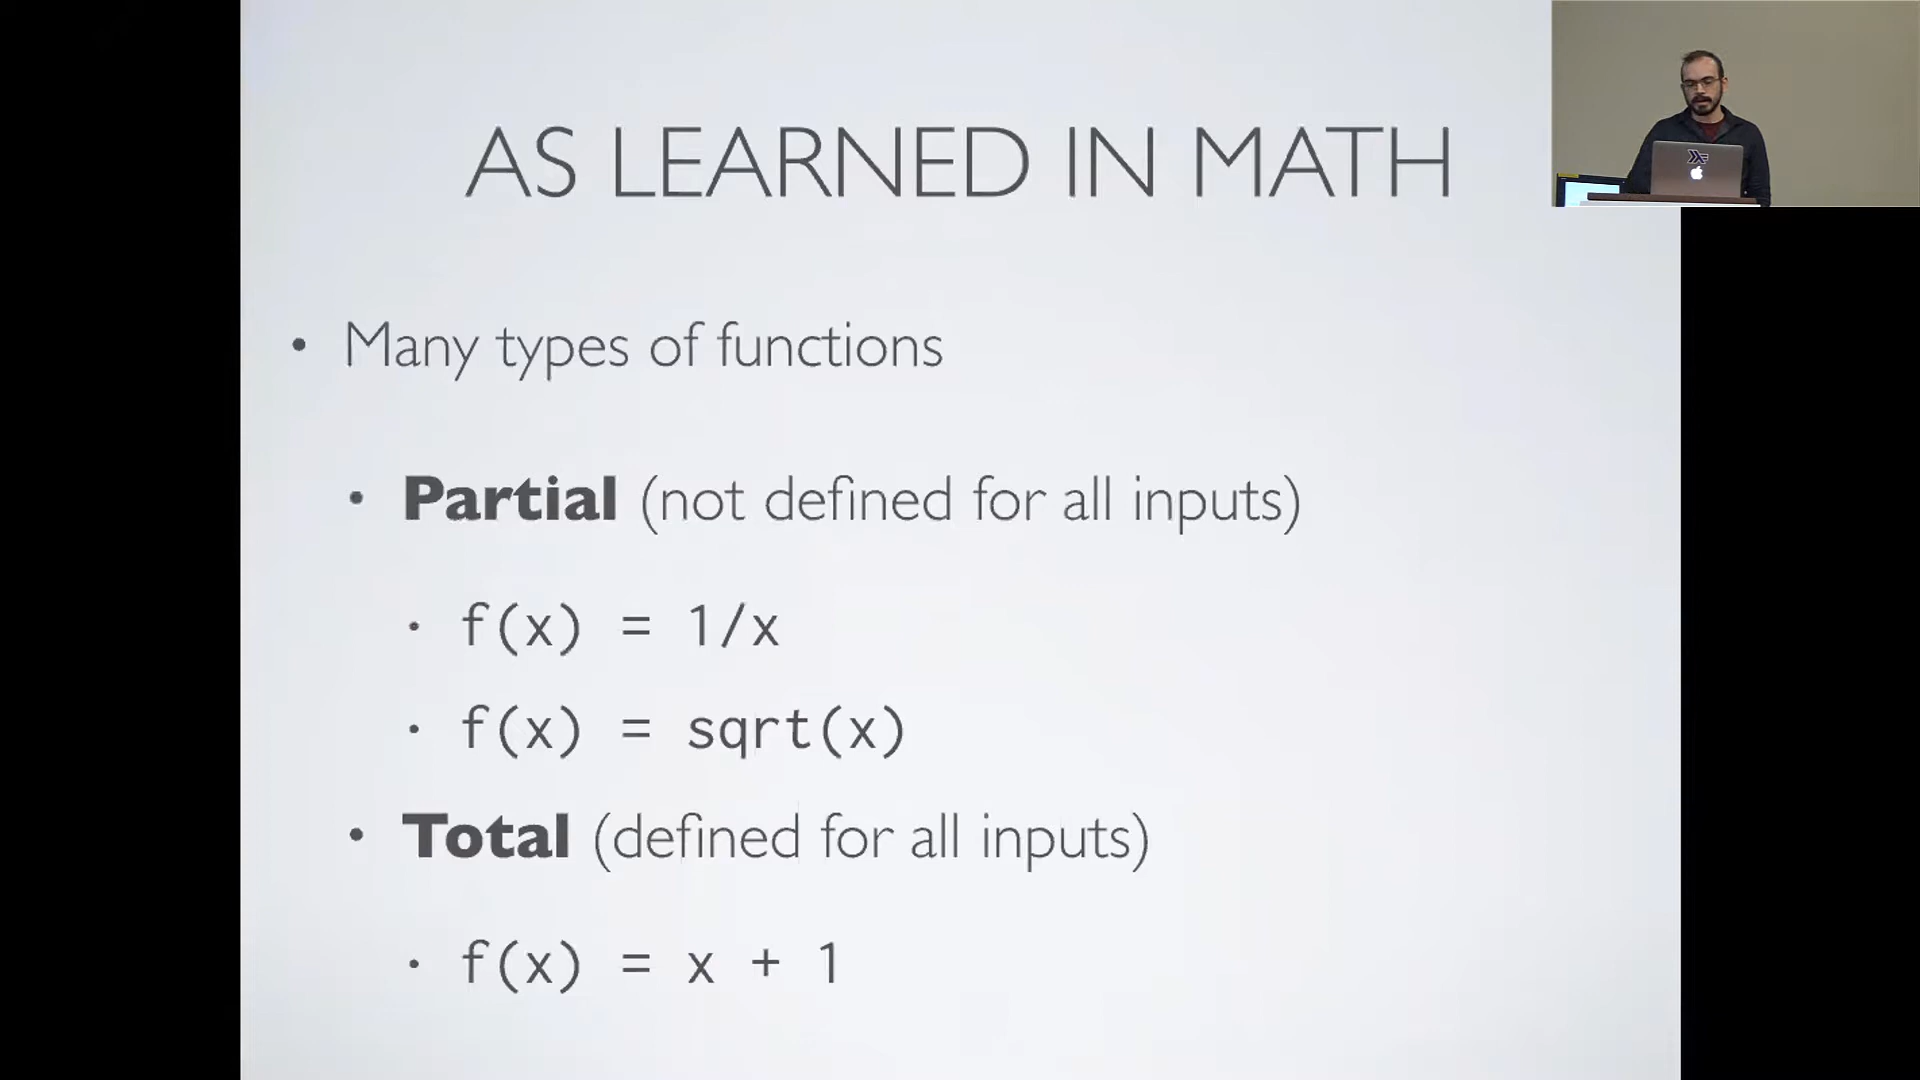 AS LEARNED IN MATH
• Many types of functions
• Partial (not defined for all inputs)
• f(x) = 1/x
• f(x) = sqrt(x)
• Total (defined for all inputs)
• f(x) = x + 1